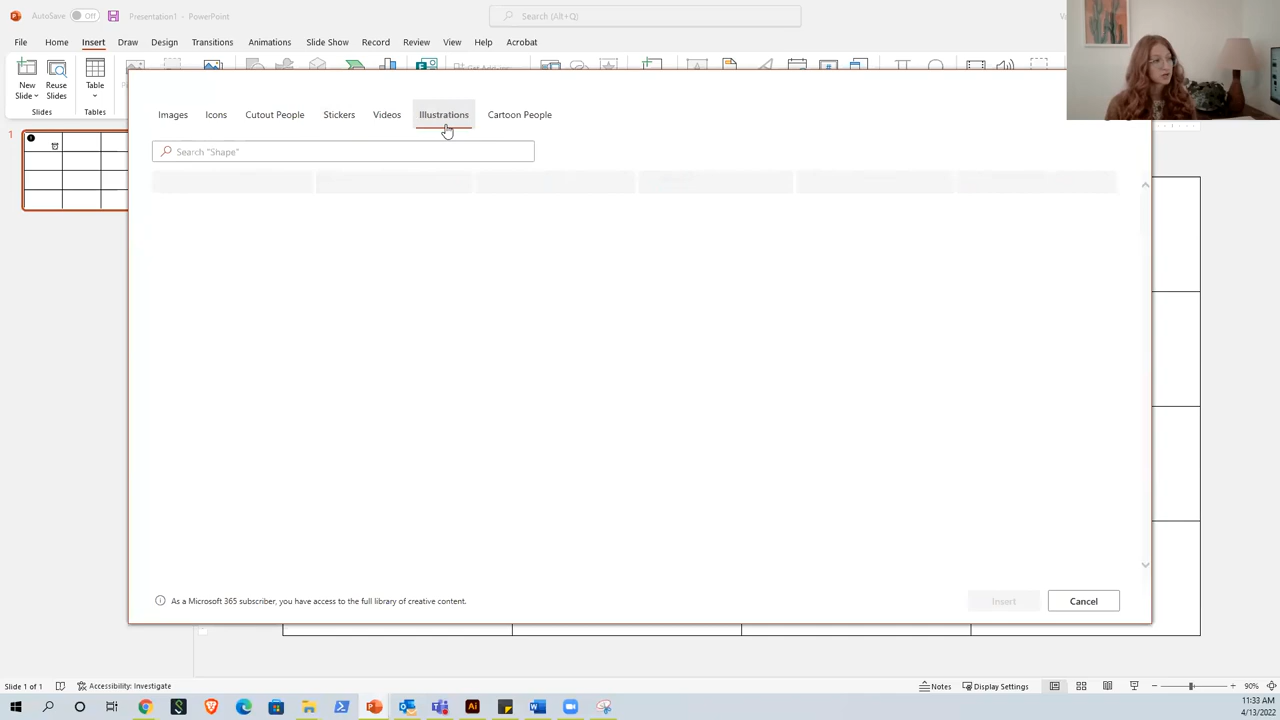 AutoSave Off Presentation1 - PowerPoint Search (Alt+Q)
File Home Insert Draw Design Transitions Animations Slide Show Record Review View Help Acrobat
New Slide Reuse Slides Table
Slides Tables
1
Images Icons Cutout People Stickers Videos Illustrations Cartoon People
Search "Shape"
As a Microsoft 365 subscriber, you have access to the full library of creative content.
Insert Cancel
Slide 1 of 1 Accessibility: Investigate Notes Display Settings 90%
11:33 AM
4/13/2022